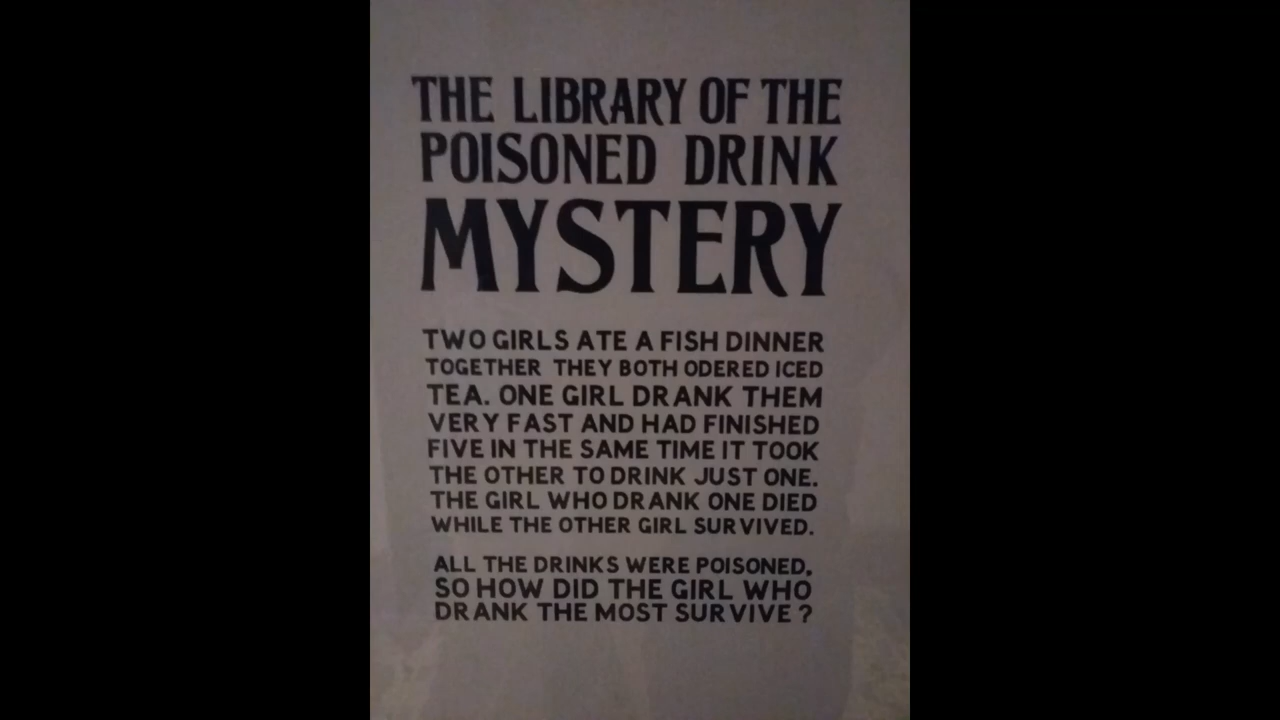 THE LIBRARY OF THE
POISONED DRINK
MYSTERY
TWO GIRLS ATE A FISH DINNER
TOGETHER THEY BOTH ODERED ICED
TEA. ONE GIRL DRANK THEM
VERY FAST AND HAD FINISHED
FIVE IN THE SAME TIME IT TOOK
THE OTHER TO DRINK JUST ONE.
THE GIRL WHO DRANK ONE DIED
WHILE THE OTHER GIRL SURVIVED.
ALL THE DRINKS WERE POISONED,
SO HOW DID THE GIRL WHO
DRANK THE MOST SURVIVE ?